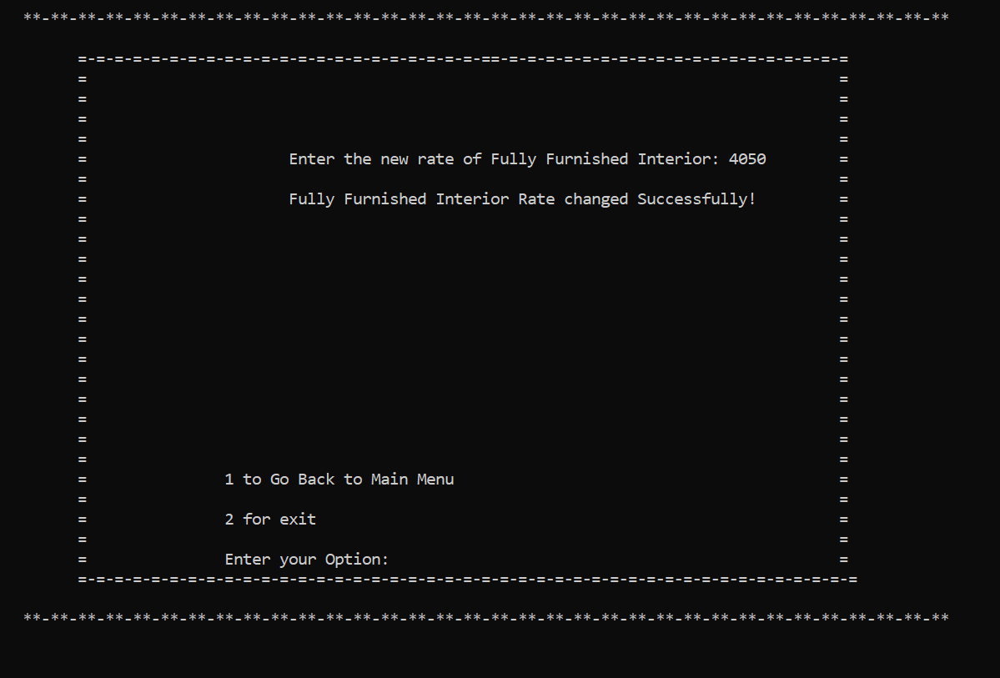 Enter the new rate of Fully Furnished Interior: 4050
Fully Furnished Interior Rate changed Successfully!
1 to Go Back to Main Menu
2 for exit
Enter your Option: